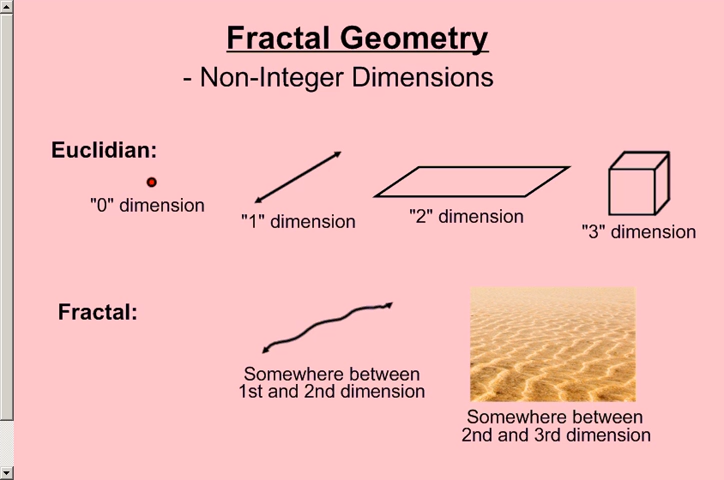 Fractal Geometry
- Non-Integer Dimensions
Euclidian:
"0" dimension
"1" dimension
"2" dimension
"3" dimension
Fractal:
Somewhere between
1st and 2nd dimension
Somewhere between
2nd and 3rd dimension